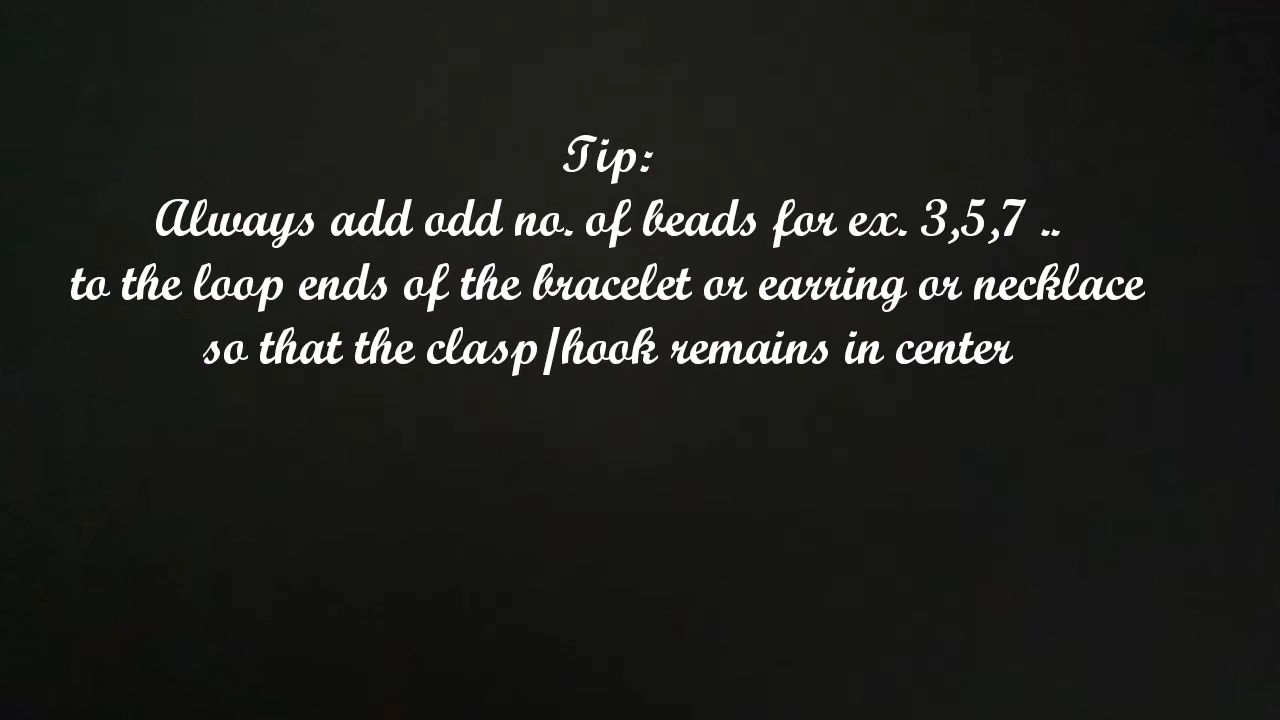 Tip:
Always add odd no. of beads for ex. 3,5,7 ..
to the loop ends of the bracelet or earring or necklace
so that the clasp/hook remains in center